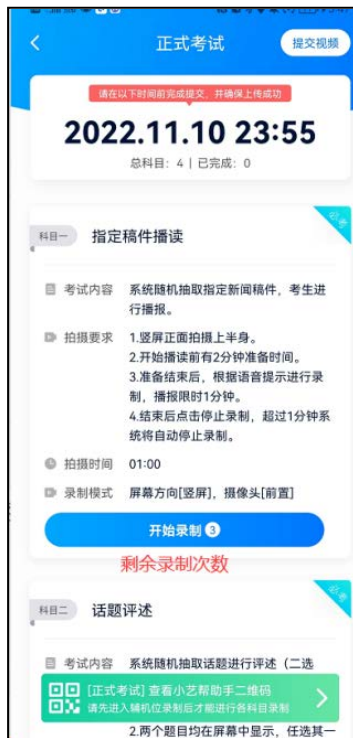 正式考试
提交视频
请在以下时间前完成提交，并确保上传成功
2022.11.10 23:55
总科目：4 | 已完成：0
必考
科目一 指定稿件播读
考试内容 系统随机抽取指定新闻稿件，考生进
行播报。
拍摄要求 1.竖屏正面拍摄上半身。
2.开始播读前有2分钟准备时间。
3.准备结束后，根据语音提示进行录
制，播报限时1分钟。
4.结束后点击停止录制，超过1分钟系
统将自动停止录制。
拍摄时间 01:00
录制模式 屏幕方向[竖屏]，摄像头[前置]
开始录制 3
剩余录制次数
必考
科目二 话题评述
考试内容 系统随机抽取话题进行评述（二选
[正式考试] 查看小艺帮助手二维码
请先进入辅机位录制后才能进行各科目录制
2.两个题目均在屏幕中显示，任选其一